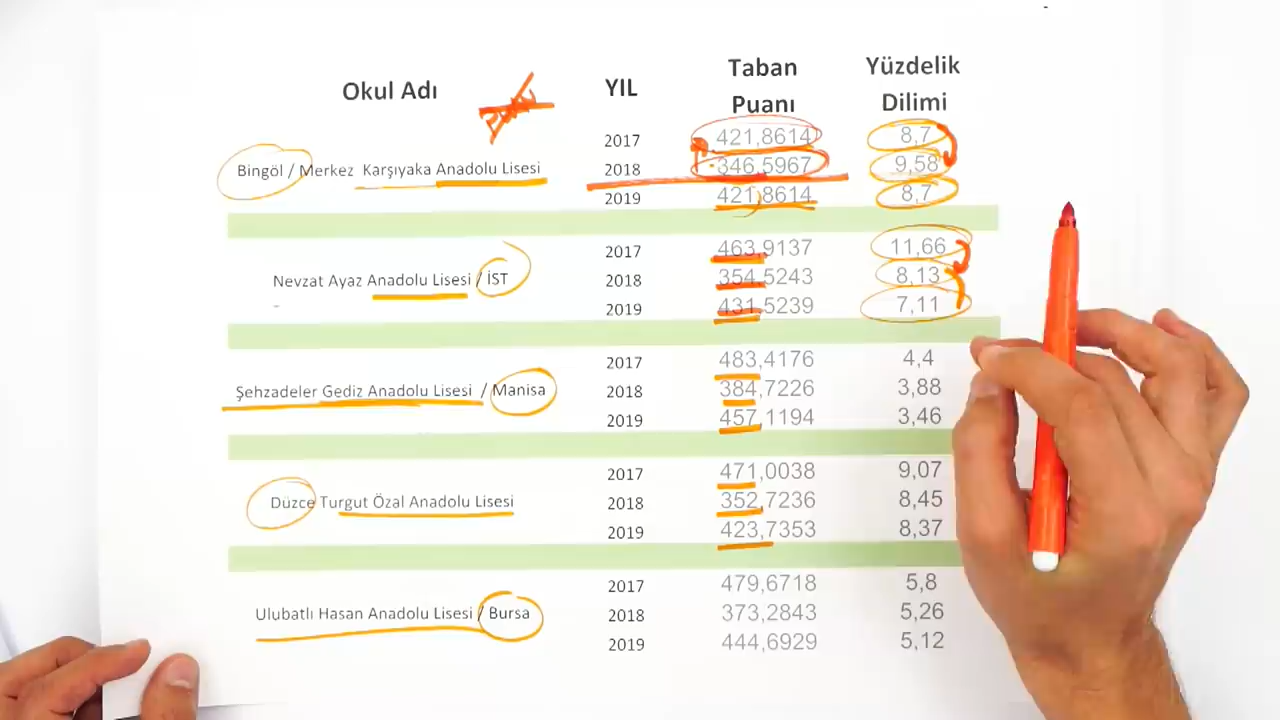 Okul Adı YIL Taban Puanı Yüzdelik Dilimi
2017 421,8614 8,7
Bingöl / Merkez Karşıyaka Anadolu Lisesi 2018 346,5967 9,58
2019 421,8614 8,7
2017 463,9137 11,66
Nevzat Ayaz Anadolu Lisesi / İST 2018 354,5243 8,13
2019 431,5239 7,11
2017 483,4176 4,4
Şehzadeler Gediz Anadolu Lisesi / Manisa 2018 384,7226 3,88
2019 457,1194 3,46
2017 471,0038 9,07
Düzce Turgut Özal Anadolu Lisesi 2018 352,7236 8,45
2019 423,7353 8,37
2017 479,6718 5,8
Ulubatlı Hasan Anadolu Lisesi / Bursa 2018 373,2843 5,26
2019 444,6929 5,12